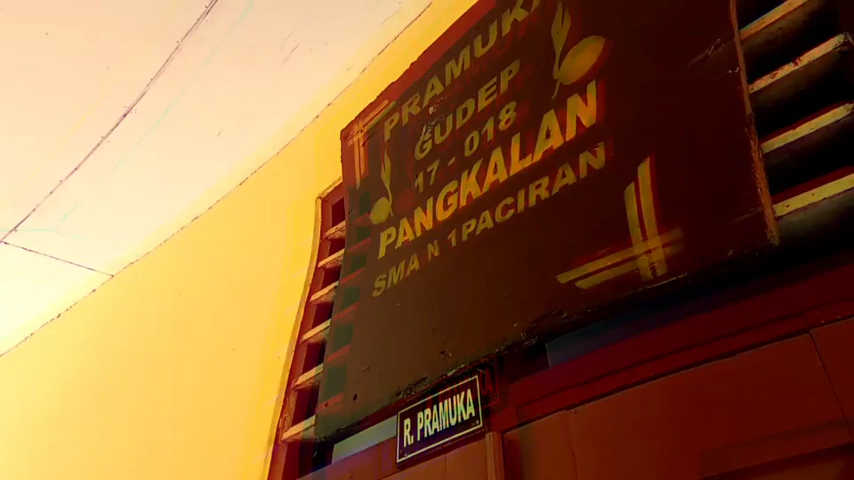 PRAMUKA
GUDEP
17 - 018
PANGKALAN
SMA N 1 PACIRAN
R. PRAMUKA